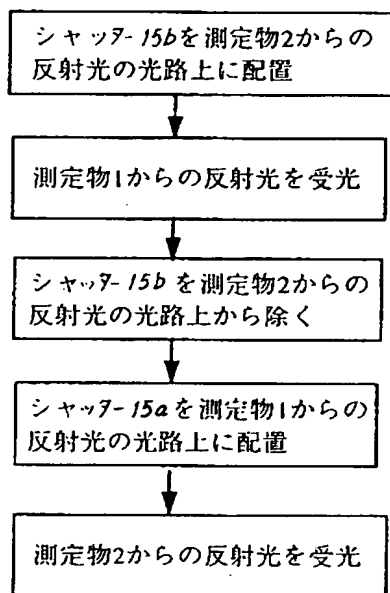 シャッター15bを測定物2からの
反射光の光路上に配置
測定物1からの反射光を受光
シャッター15bを測定物2からの
反射光の光路上から除く
シャッター15aを測定物1からの
反射光の光路上に配置
測定物2からの反射光を受光